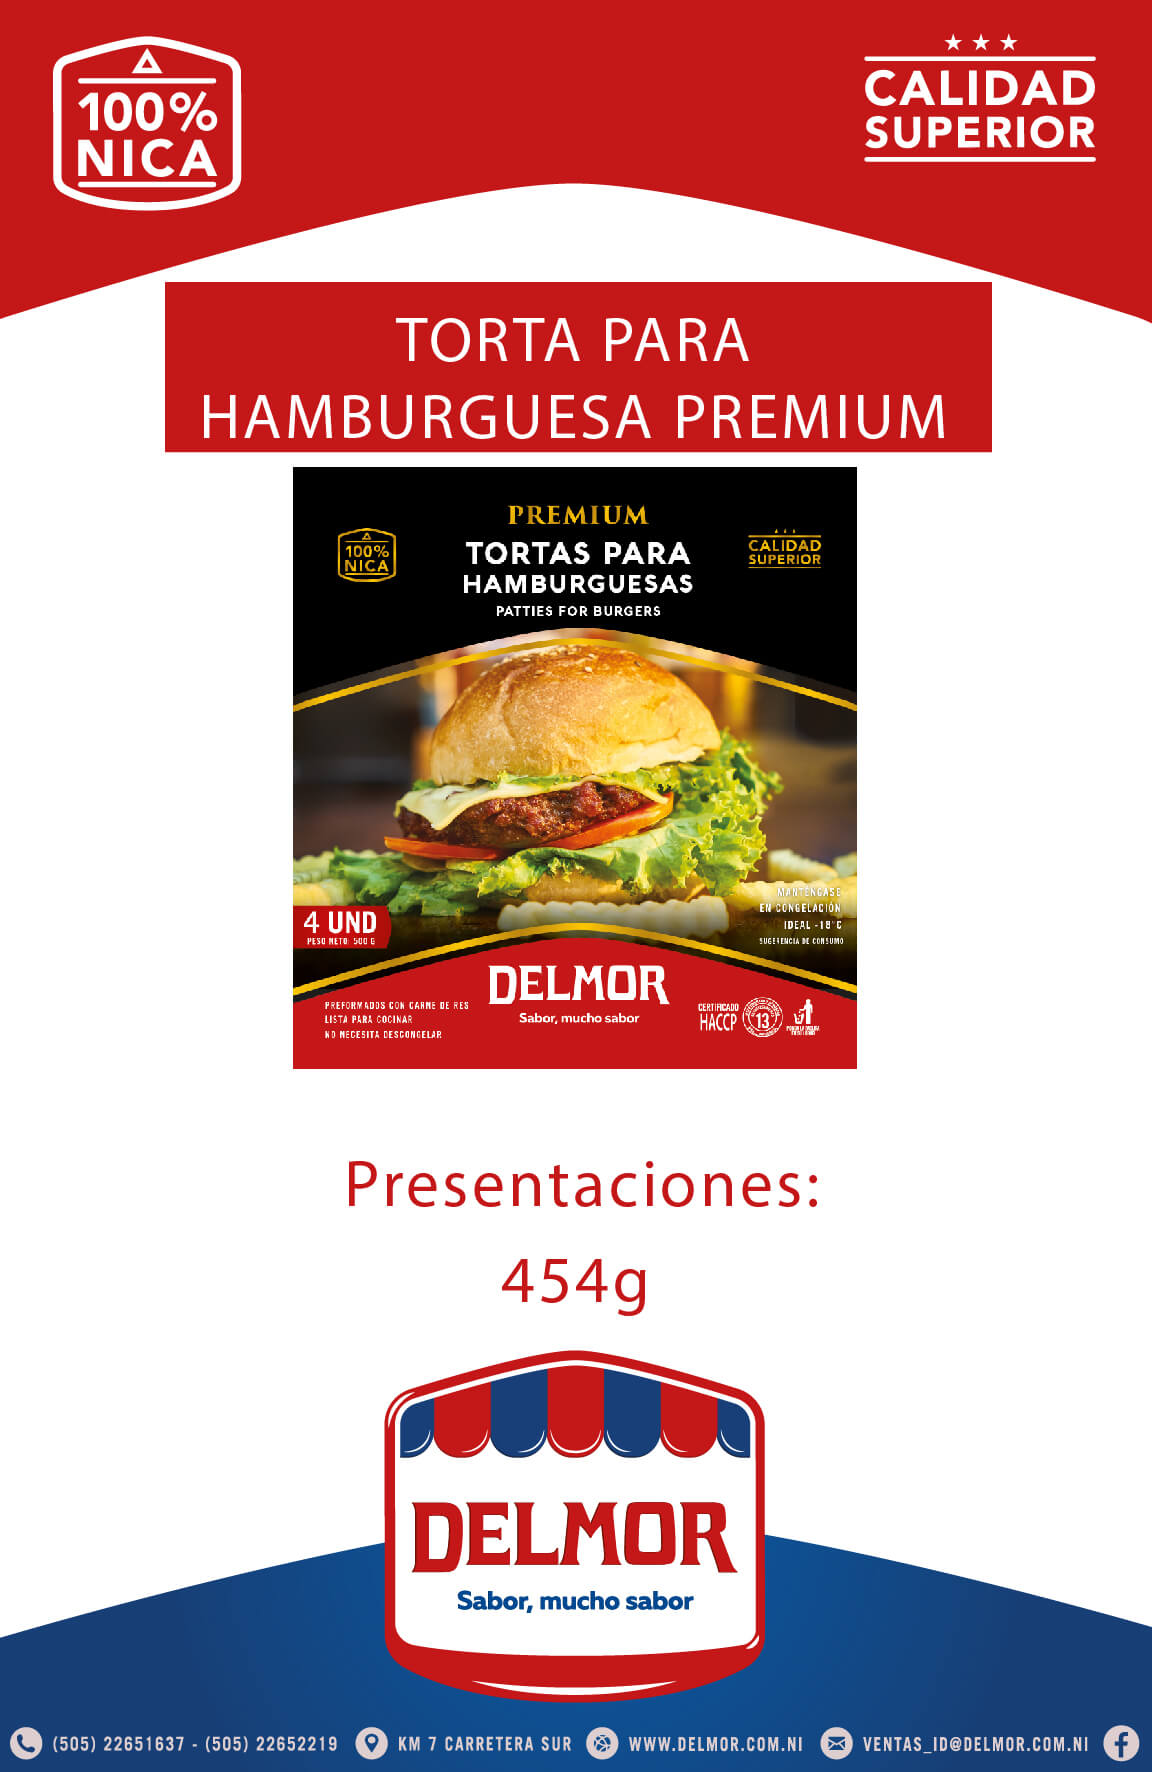 100%
NICA
CALIDAD
SUPERIOR
TORTA PARA
HAMBURGUESA PREMIUM
PREMIUM
100%
NICA
TORTAS PARA
HAMBURGUESAS
PATTIES FOR BURGERS
CALIDAD
SUPERIOR
MANTÉNGASE
EN CONGELACIÓN
IDEAL -18°C
SUGERENCIA DE CONSUMO
4 UND
PESO NETO: 500 G
DELMOR
Sabor, mucho sabor
PREFORMADOS CON CARNE DE RES
LISTA PARA COCINAR
NO NECESITA DESCONGELAR
CERTIFICADO
HACCP
13
Presentaciones:
454g
DELMOR
Sabor, mucho sabor
(505) 22651637 - (505) 22652219 KM 7 CARRETERA SUR WWW.DELMOR.COM.NI VENTAS_ID@DELMOR.COM.NI